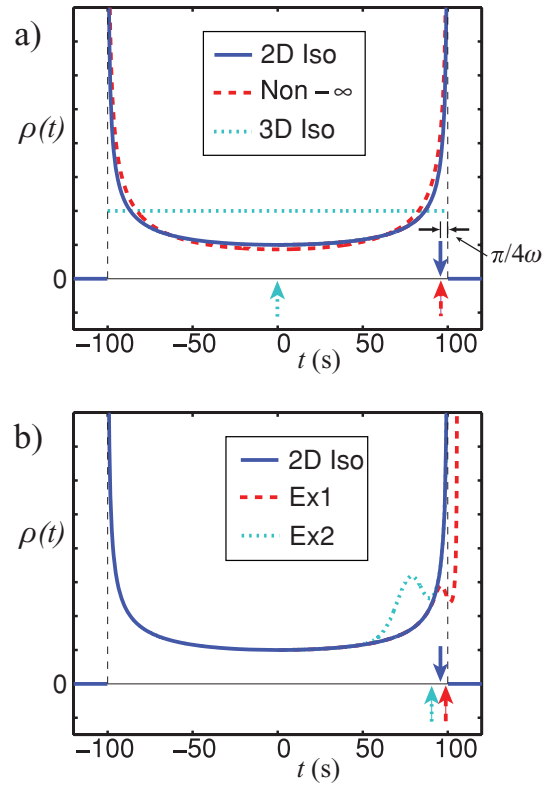 a)
2D Iso
Non − ∞
3D Iso
ρ(t)
π/4ω
0
−100 −50 0 50 100
t (s)
b)
2D Iso
Ex1
Ex2
ρ(t)
0
−100 −50 0 50 100
t (s)